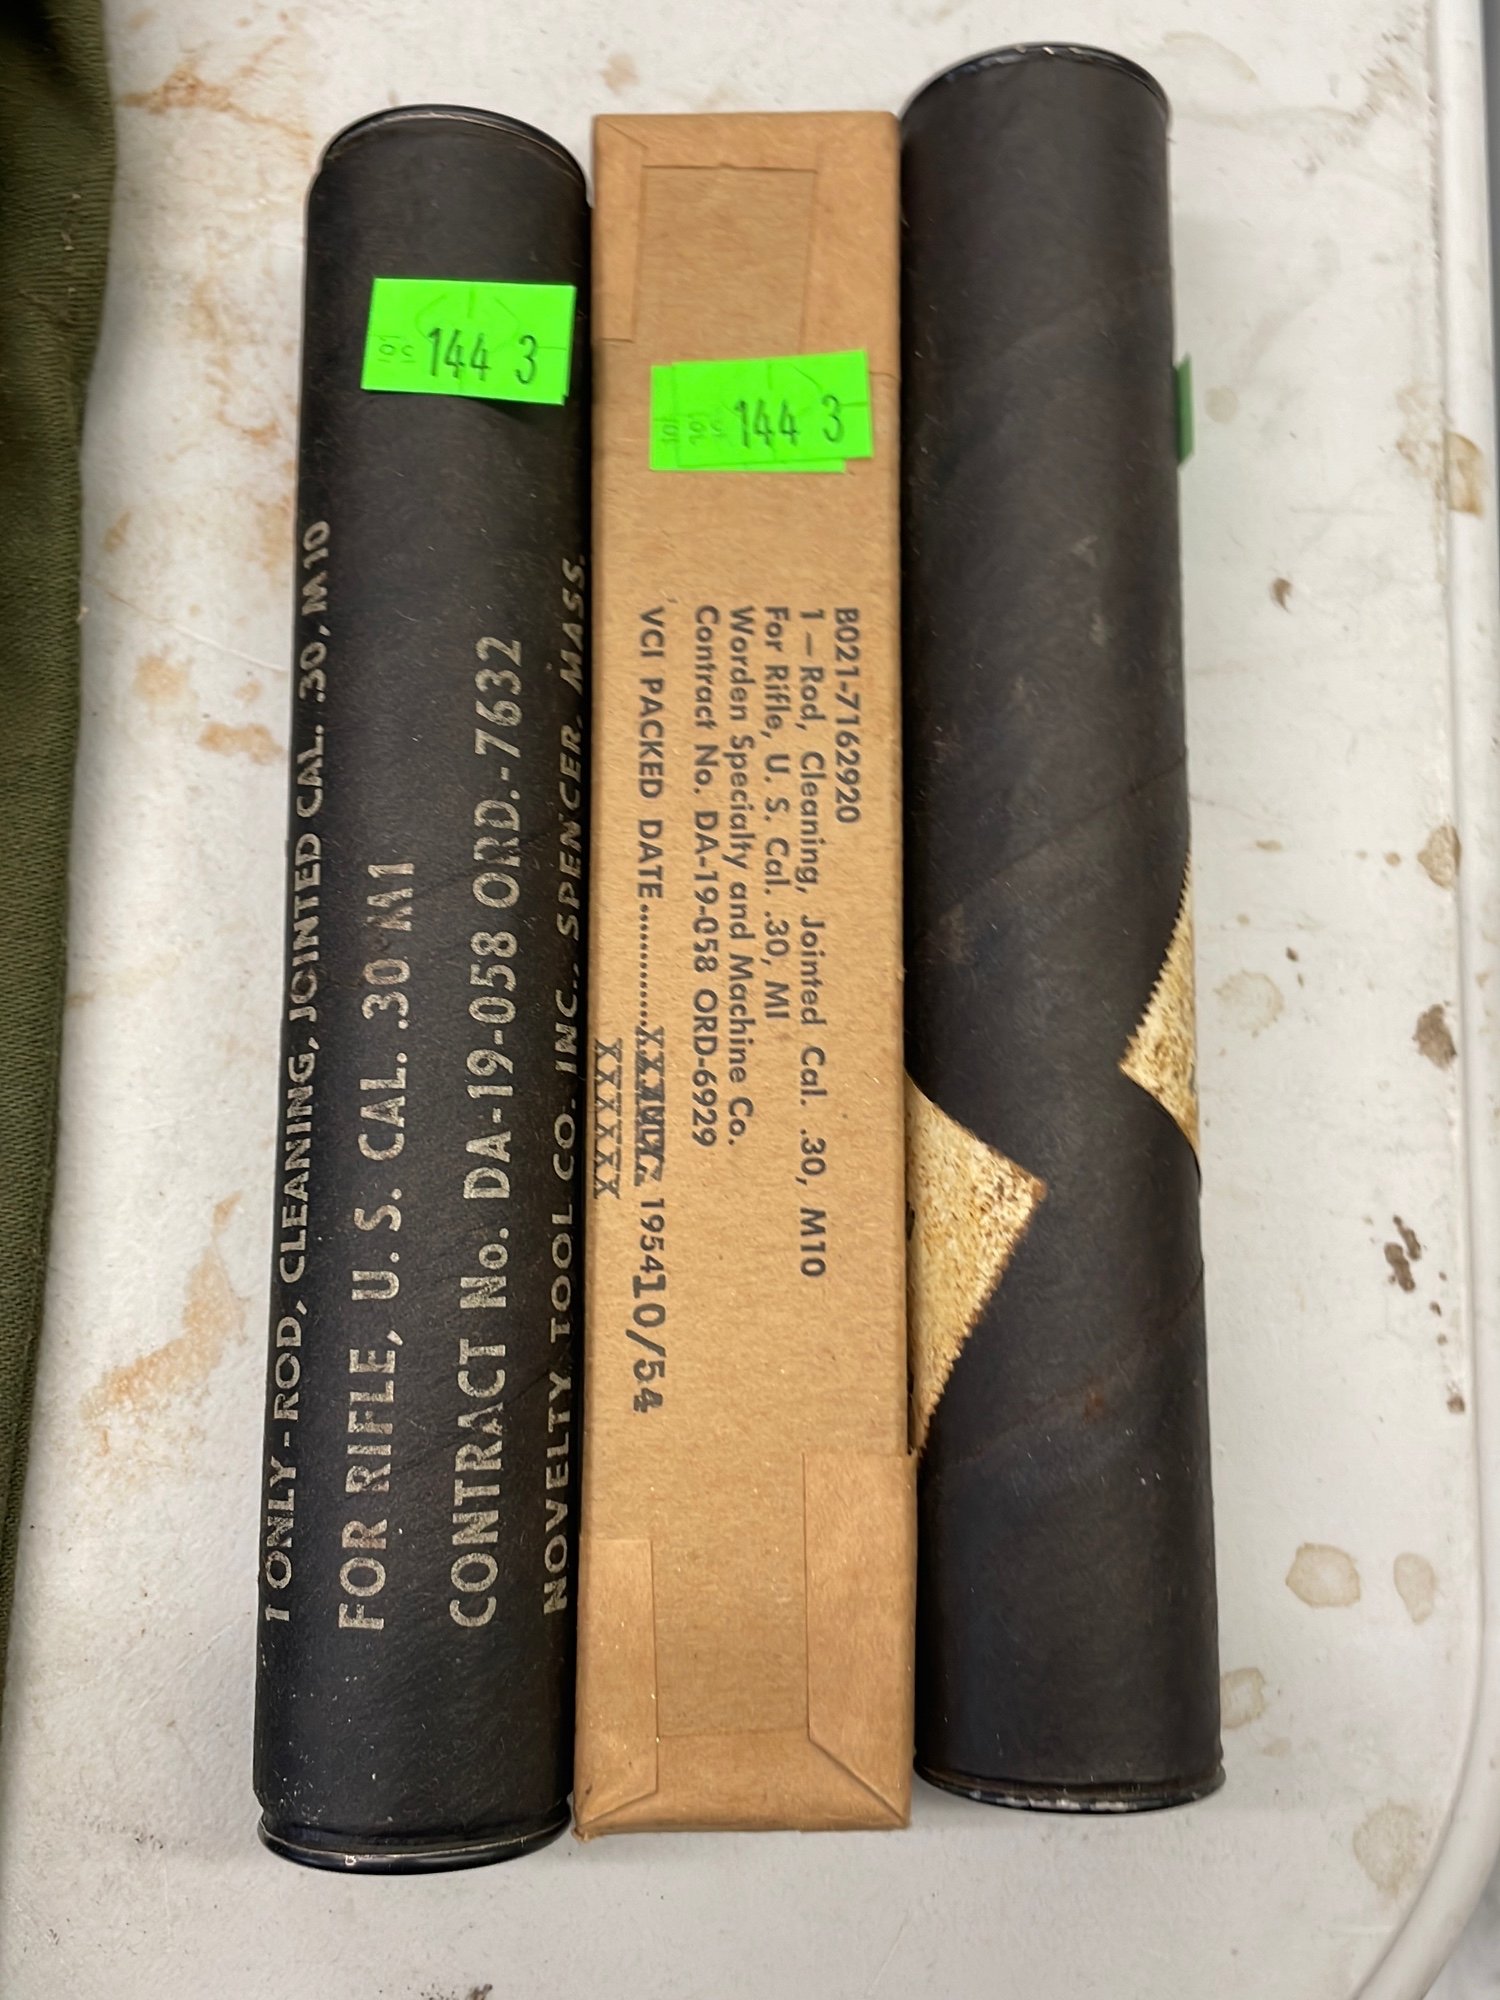 144 3
1 ONLY-ROD, CLEANING, JOINTED CAL. .30, M10
FOR RIFLE, U.S. CAL. .30 M1
CONTRACT No. DA-19-058 ORD.-7632
NOVELTY TOOL CO. INC., SPENCER, MASS.
144 3
B021-7162920
1—Rod, Cleaning, Jointed Cal. .30, M10
For Rifle, U. S. Cal. .30, MI
Worden Specialty and Machine Co.
Contract No. DA-19-058 ORD-6929
VCI PACKED DATE 1954 10/54
XXXXXX